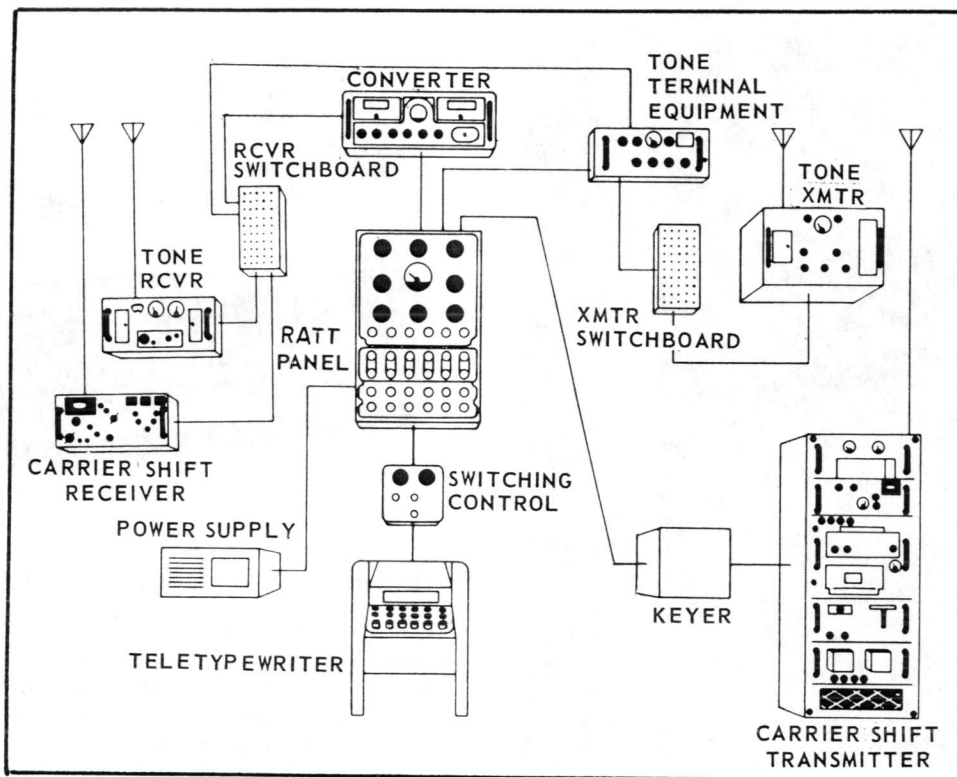 CONVERTER
TONE
TERMINAL
EQUIPMENT
RCVR
SWITCHBOARD
TONE
XMTR
TONE
RCVR
RATT
PANEL
XMTR
SWITCHBOARD
CARRIER SHIFT
RECEIVER
SWITCHING
CONTROL
POWER SUPPLY
KEYER
TELETYPEWRITER
CARRIER SHIFT
TRANSMITTER